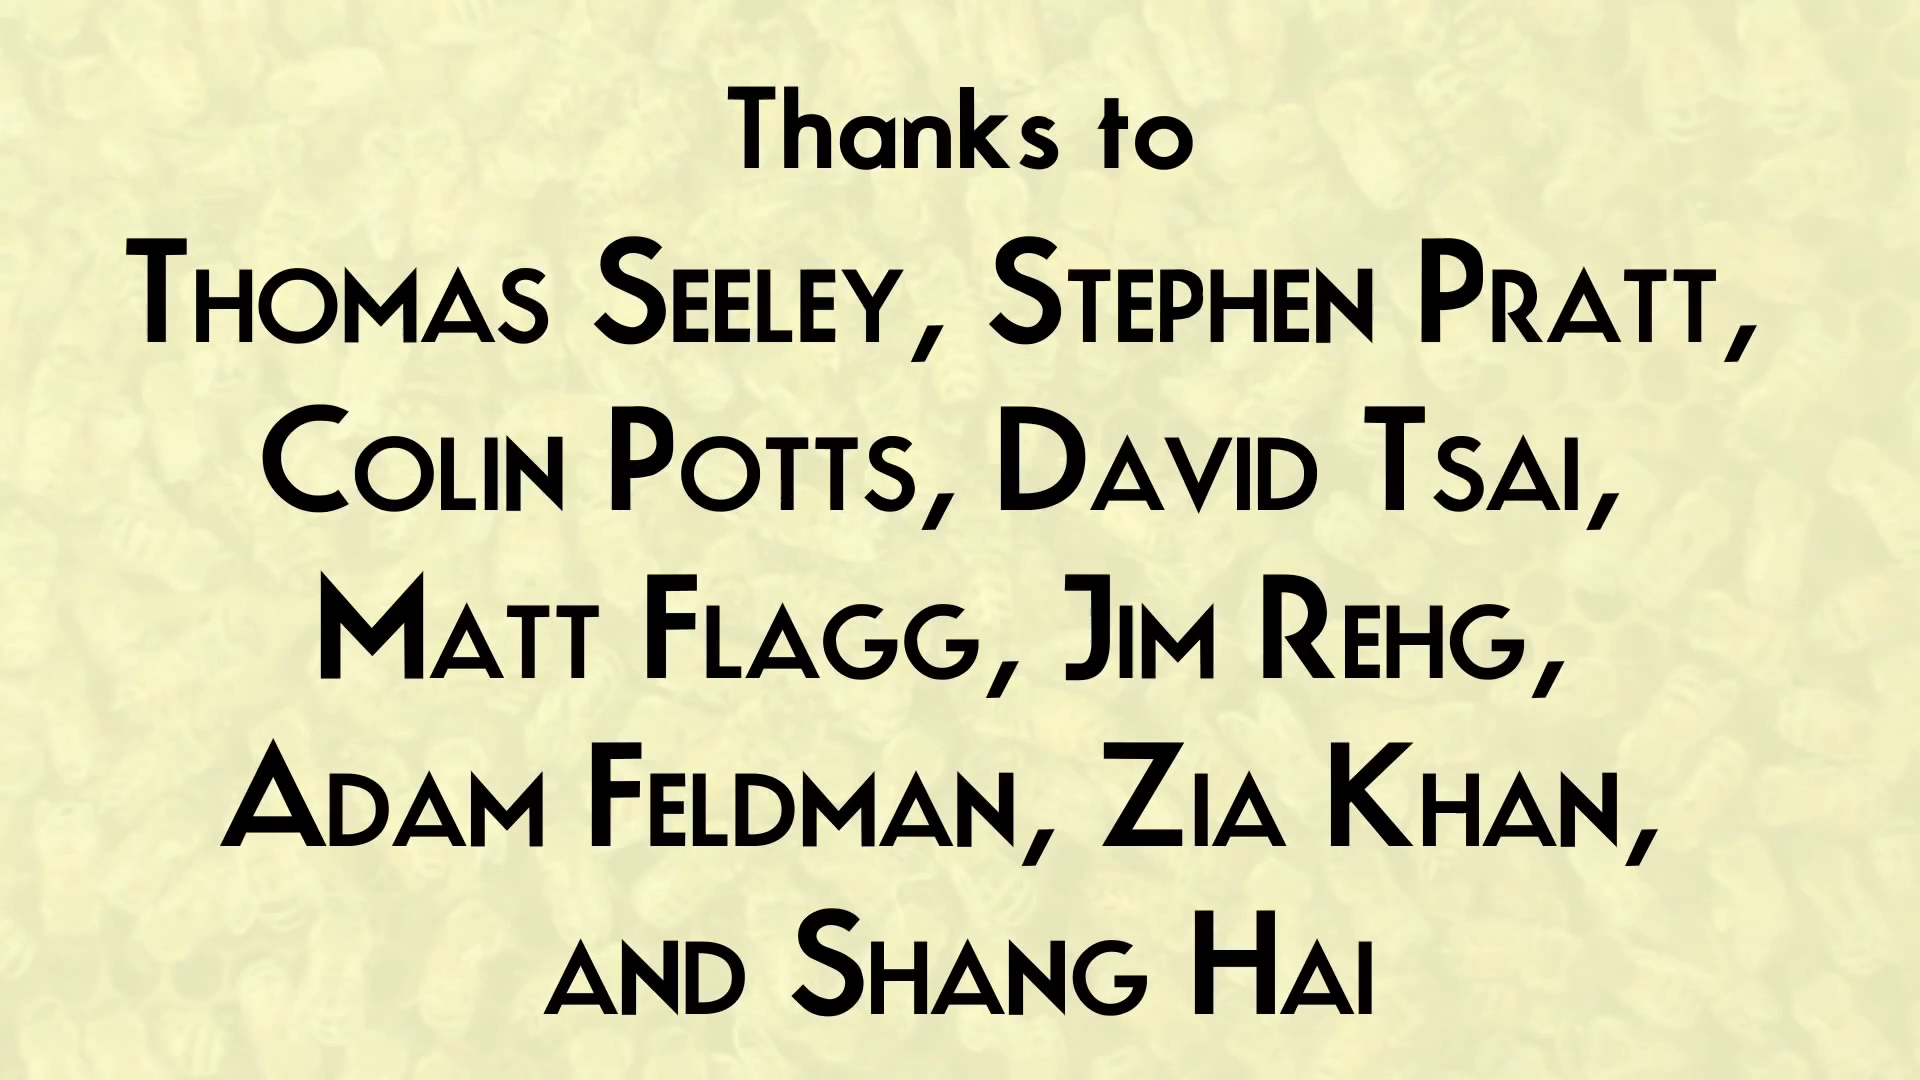 Thanks to
Thomas Seeley, Stephen Pratt,
Colin Potts, David Tsai,
Matt Flagg, Jim Rehg,
Adam Feldman, Zia Khan,
and Shang Hai